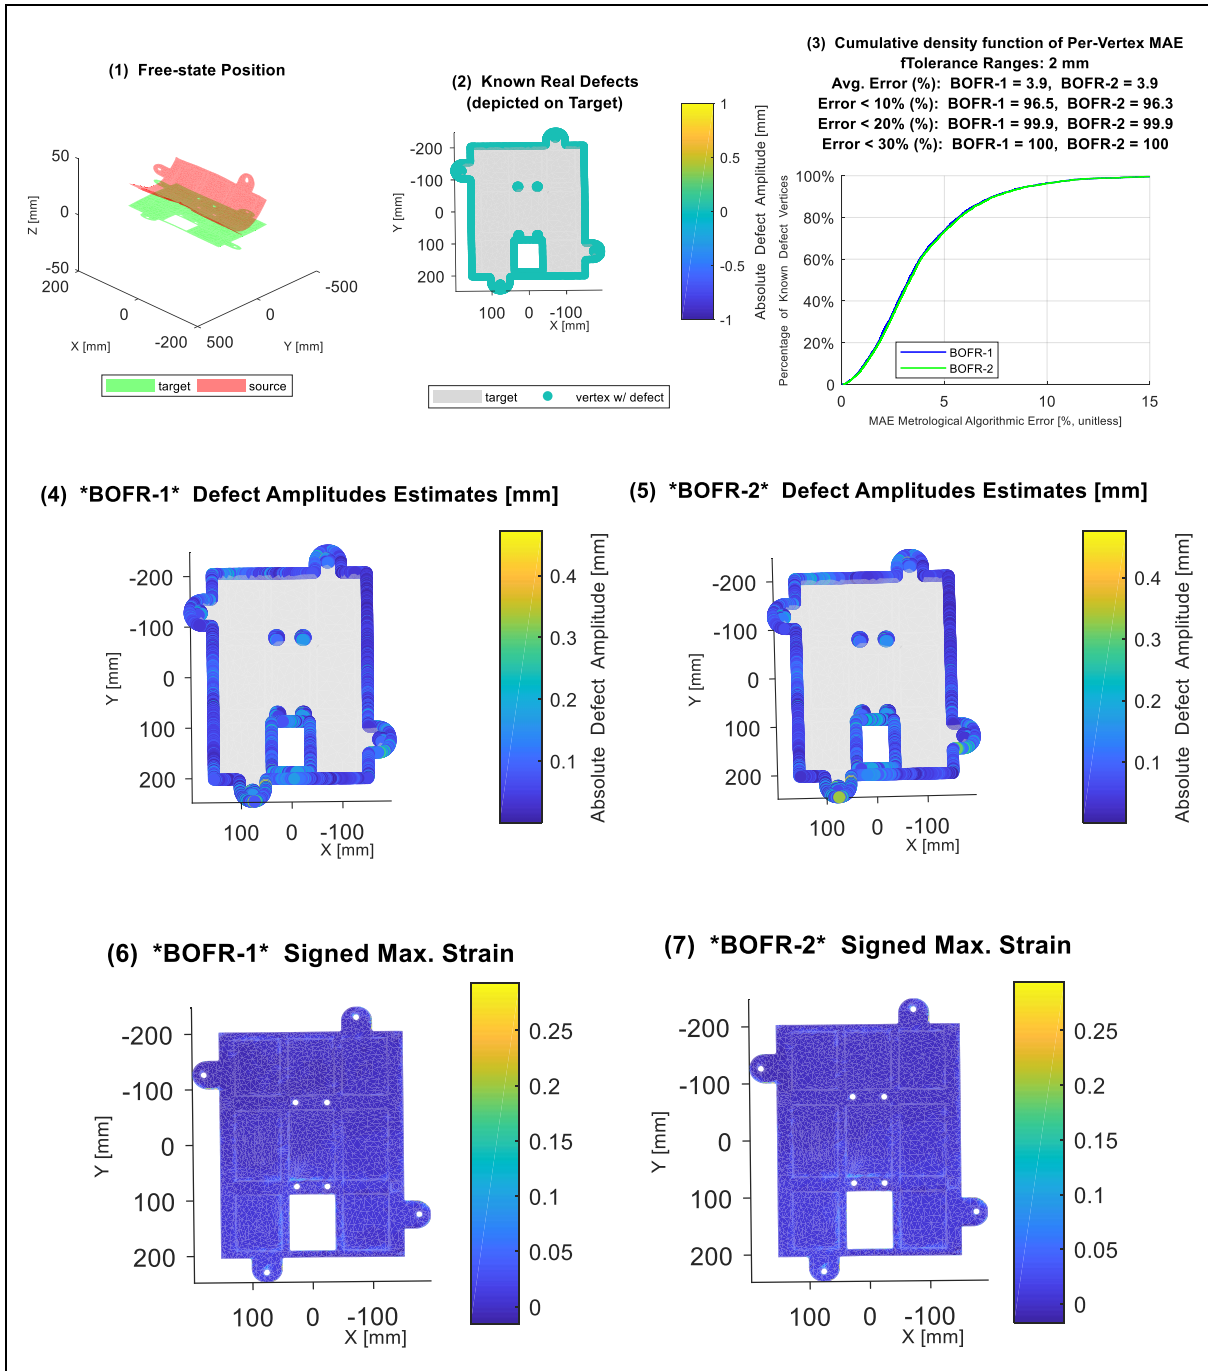 (1)  Free-state Position
50
0
-50
Z [mm]
200
0
-200
X [mm]
500
0
-500
Y [mm]
target
source
(2)  Known Real Defects
(depicted on Target)
-200
-100
0
100
200
Y [mm]
100
0
-100
X [mm]
1
0.5
0
-0.5
-1
Absolute Defect Amplitude [mm]
target
vertex w/ defect
(3)  Cumulative density function of Per-Vertex MAE
fTolerance Ranges: 2 mm
Avg. Error (%):  BOFR-1 = 3.9,  BOFR-2 = 3.9
Error < 10% (%):  BOFR-1 = 96.5,  BOFR-2 = 96.3
Error < 20% (%):  BOFR-1 = 99.9,  BOFR-2 = 99.9
Error < 30% (%):  BOFR-1 = 100,  BOFR-2 = 100
100%
80%
60%
40%
20%
0
Percentage of Known Defect Vertices
BOFR-1
BOFR-2
0
5
10
15
MAE Metrological Algorithmic Error [%, unitless]
(4)  *BOFR-1*  Defect Amplitudes Estimates [mm]
-200
-100
0
100
200
Y [mm]
100
0
-100
X [mm]
0.4
0.3
0.2
0.1
Absolute Defect Amplitude [mm]
(5)  *BOFR-2*  Defect Amplitudes Estimates [mm]
-200
-100
0
100
200
Y [mm]
100
0
-100
X [mm]
0.4
0.3
0.2
0.1
Absolute Defect Amplitude [mm]
(6)  *BOFR-1*  Signed Max. Strain
-200
-100
0
100
200
Y [mm]
100
0
-100
X [mm]
0.25
0.2
0.15
0.1
0.05
0
(7)  *BOFR-2*  Signed Max. Strain
-200
-100
0
100
200
Y [mm]
100
0
-100
X [mm]
0.25
0.2
0.15
0.1
0.05
0